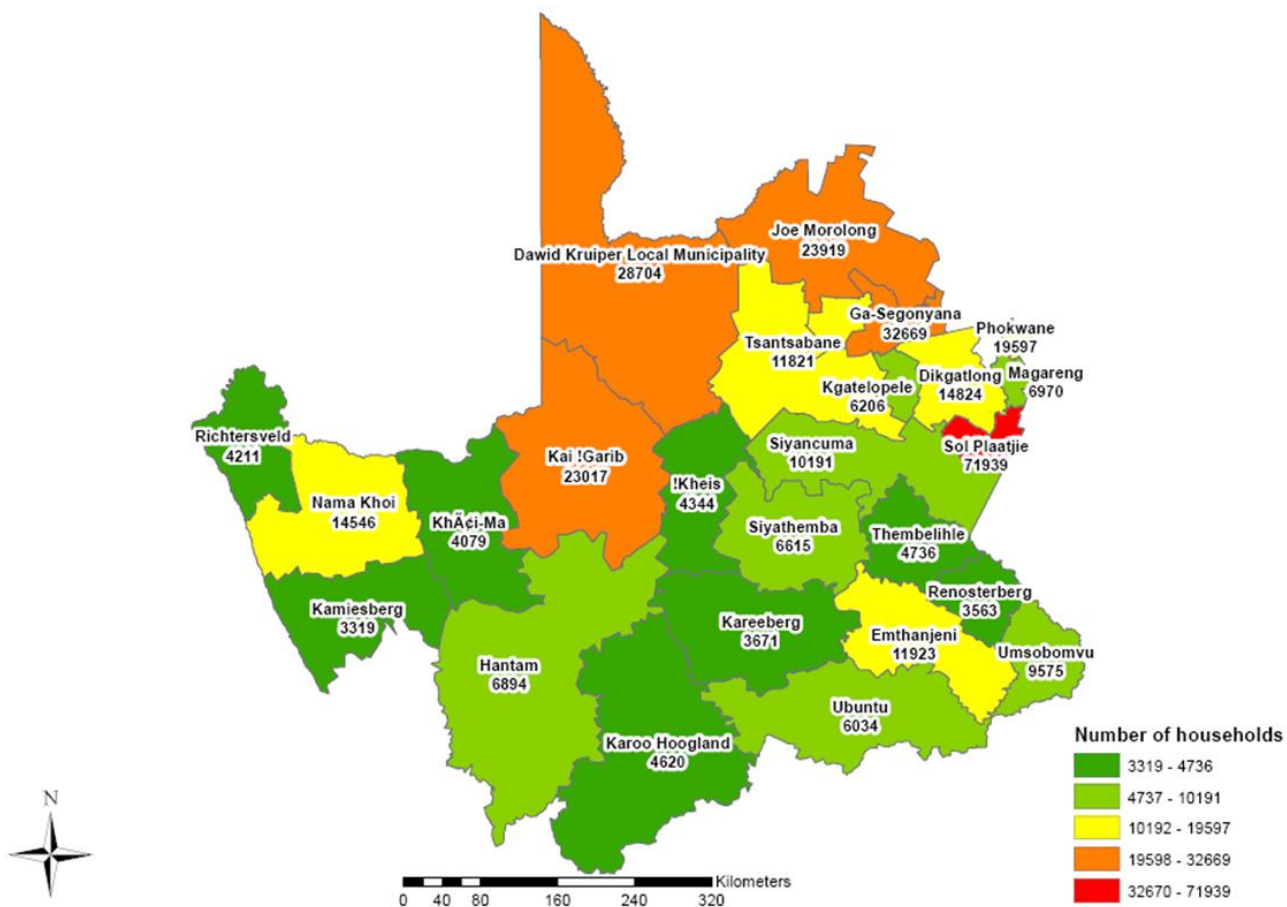 Joe Morolong
23919
Dawid Kruiper Local Municipality
28704
Ga-Segonyana
32669
Phokwane
19597
Tsantsabane
11821
Magareng
6970
Dikgatlong
14824
Kgatelopele
6206
Richtersveld
4211
Siyancuma
10191
Sol Plaatjie
71939
Kai !Garib
23017
!Kheis
4344
Nama Khoi
14546
KhÃ¢i-Ma
4079
Siyathemba
6615
Thembelihle
4736
Renosterberg
3563
Kamiesberg
3319
Kareeberg
3671
Emthanjeni
11923
Umsobomvu
9575
Hantam
6894
Ubuntu
6034
Karoo Hoogland
4620
Number of households
3319 - 4736
4737 - 10191
10192 - 19597
19598 - 32669
32670 - 71939
N
Kilometers
0 40 80 160 240 320